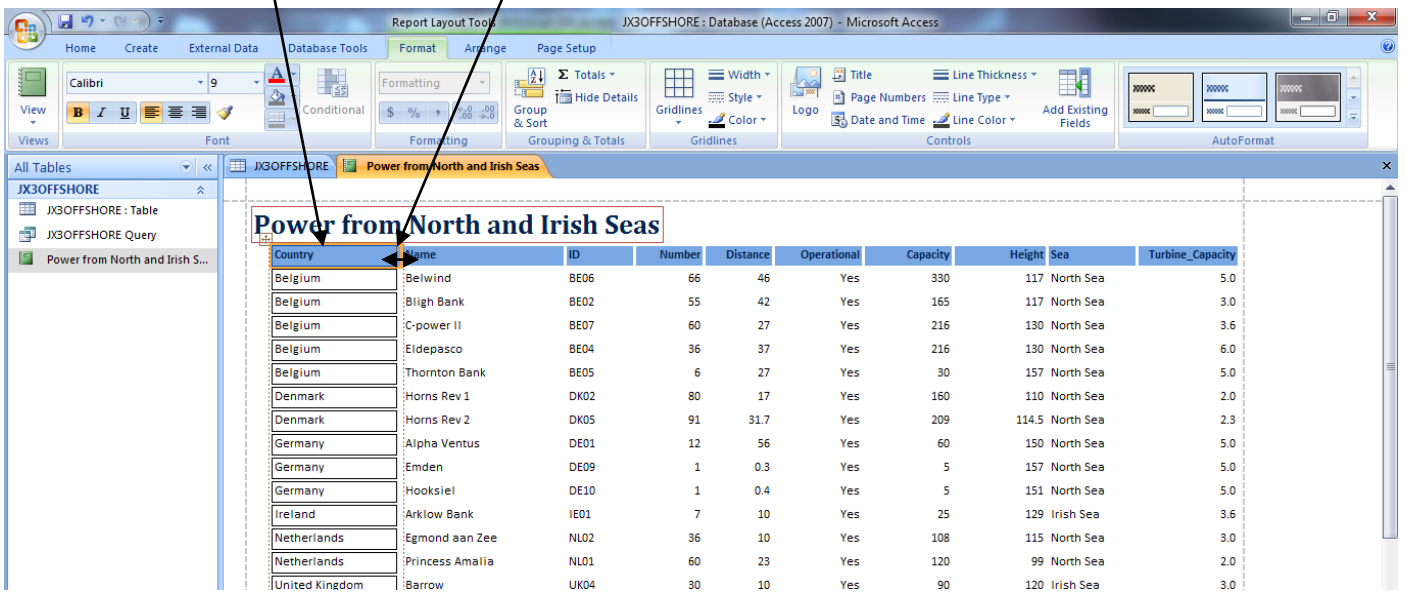 Report Layout Tools JX3OFFSHORE : Database (Access 2007) - Microsoft Access
Home Create External Data Database Tools Format Arrange Page Setup
Calibri 9 Formatting Σ Totals Width Title Line Thickness
View Conditional Hide Details Gridlines Style Logo Page Numbers Line Type Add Existing Fields
B I U $ % , Group & Sort Color Date and Time Line Color
Views Font Formatting Grouping & Totals Gridlines Controls AutoFormat
All Tables JX3OFFSHORE Power from North and Irish Seas
JX3OFFSHORE
JX3OFFSHORE : Table
JX3OFFSHORE Query
Power from North and Irish S...
Power from North and Irish Seas
Country Name ID Number Distance Operational Capacity Height Sea Turbine_Capacity
Belgium Belwind BE06 66 46 Yes 330 117 North Sea 5.0
Belgium Bligh Bank BE02 55 42 Yes 165 117 North Sea 3.0
Belgium C-power II BE07 60 27 Yes 216 130 North Sea 3.6
Belgium Eldepasco BE04 36 37 Yes 216 130 North Sea 6.0
Belgium Thornton Bank BE05 6 27 Yes 30 157 North Sea 5.0
Denmark Horns Rev 1 DK02 80 17 Yes 160 110 North Sea 2.0
Denmark Horns Rev 2 DK05 91 31.7 Yes 209 114.5 North Sea 2.3
Germany Alpha Ventus DE01 12 56 Yes 60 150 North Sea 5.0
Germany Emden DE09 1 0.3 Yes 5 157 North Sea 5.0
Germany Hooksiel DE10 1 0.4 Yes 5 151 North Sea 5.0
Ireland Arklow Bank IE01 7 10 Yes 25 129 Irish Sea 3.6
Netherlands Egmond aan Zee NL02 36 10 Yes 108 115 North Sea 3.0
Netherlands Princess Amalia NL01 60 23 Yes 120 99 North Sea 2.0
United Kingdom Barrow UK04 30 10 Yes 90 120 Irish Sea 3.0